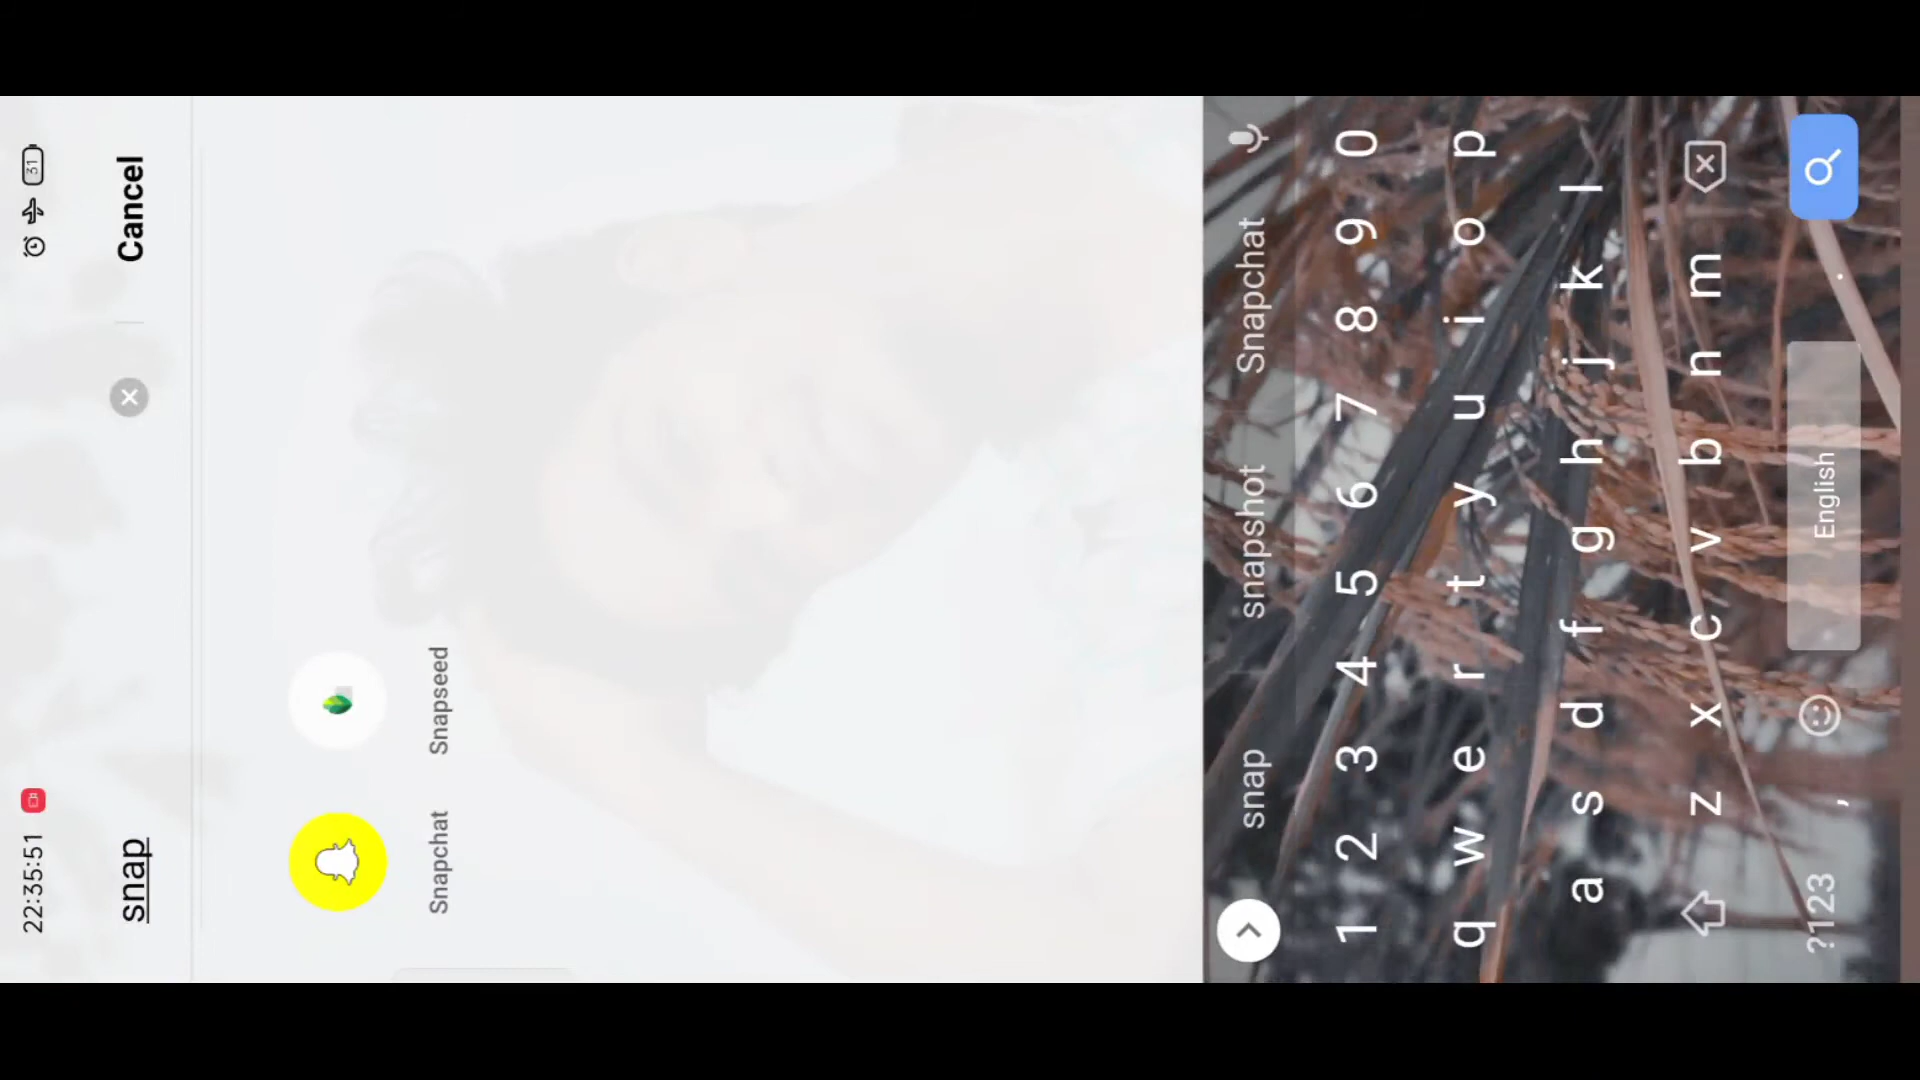 22:35:51 31
snap Cancel
Snapchat Snapseed
snap snapshot Snapchat
1 2 3 4 5 6 7 8 9 0
q w e r t y u i o p
a s d f g h j k l
z x c v b n m
?123 , English .